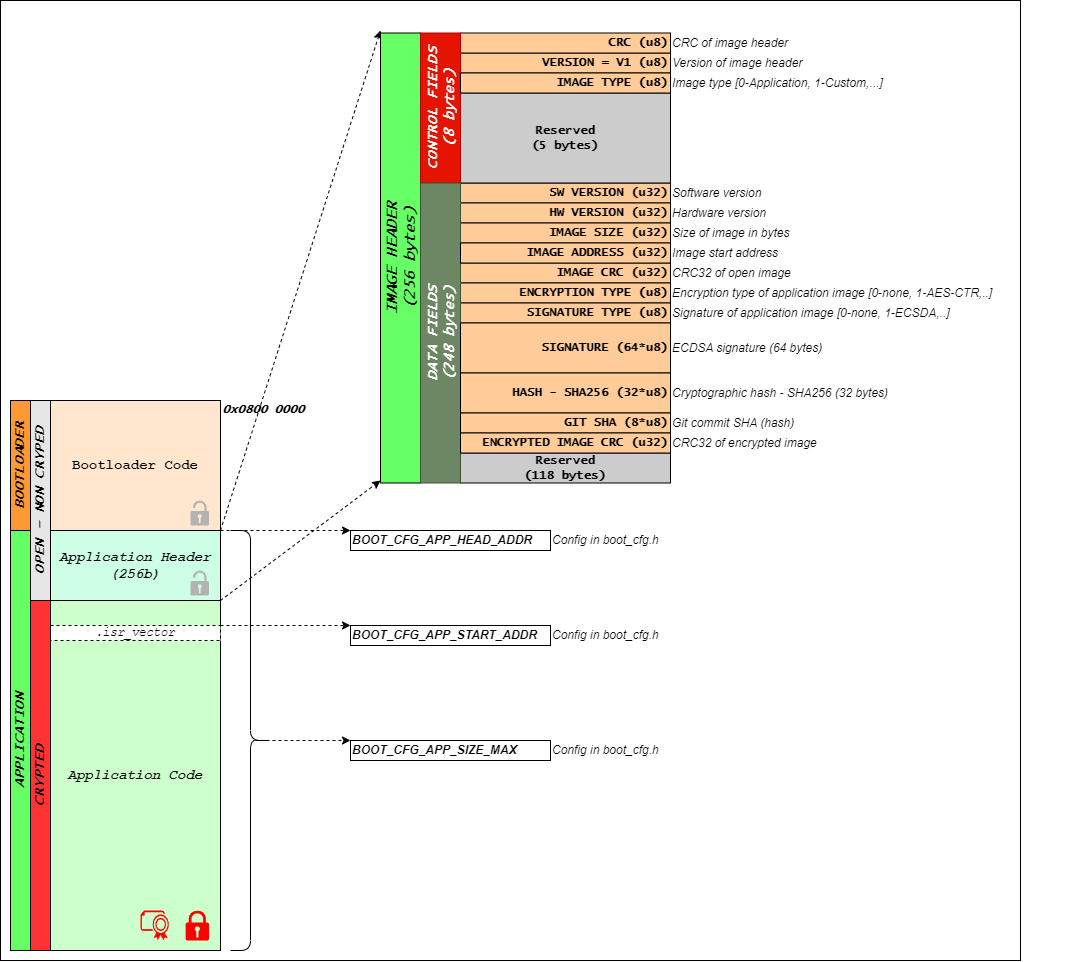 CRC (u8) CRC of image header
VERSION = V1 (u8) Version of image header
IMAGE TYPE (u8) Image type [0-Application, 1-Custom,...]
CONTROL FIELDS
(8 bytes)
Reserved
(5 bytes)
IMAGE HEADER
(256 bytes)
DATA FIELDS
(248 bytes)
SW VERSION (u32) Software version
HW VERSION (u32) Hardware version
IMAGE SIZE (u32) Size of image in bytes
IMAGE ADDRESS (u32) Image start address
IMAGE CRC (u32) CRC32 of open image
ENCRYPTION TYPE (u8) Encryption type of application image [0-none, 1-AES-CTR,..]
SIGNATURE TYPE (u8) Signature of application image [0-none, 1-ECSDA,..]
SIGNATURE (64*u8) ECDSA signature (64 bytes)
HASH - SHA256 (32*u8) Cryptographic hash - SHA256 (32 bytes)
GIT SHA (8*u8) Git commit SHA (hash)
ENCRYPTED IMAGE CRC (u32) CRC32 of encrypted image
Reserved
(118 bytes)
0x0800 0000
BOOTLOADER
OPEN - NON CRYPED
Bootloader Code
Application Header
(256b)
BOOT_CFG_APP_HEAD_ADDR Config in boot_cfg.h
.isr_vector
BOOT_CFG_APP_START_ADDR Config in boot_cfg.h
APPLICATION
CRYPTED
Application Code
BOOT_CFG_APP_SIZE_MAX Config in boot_cfg.h